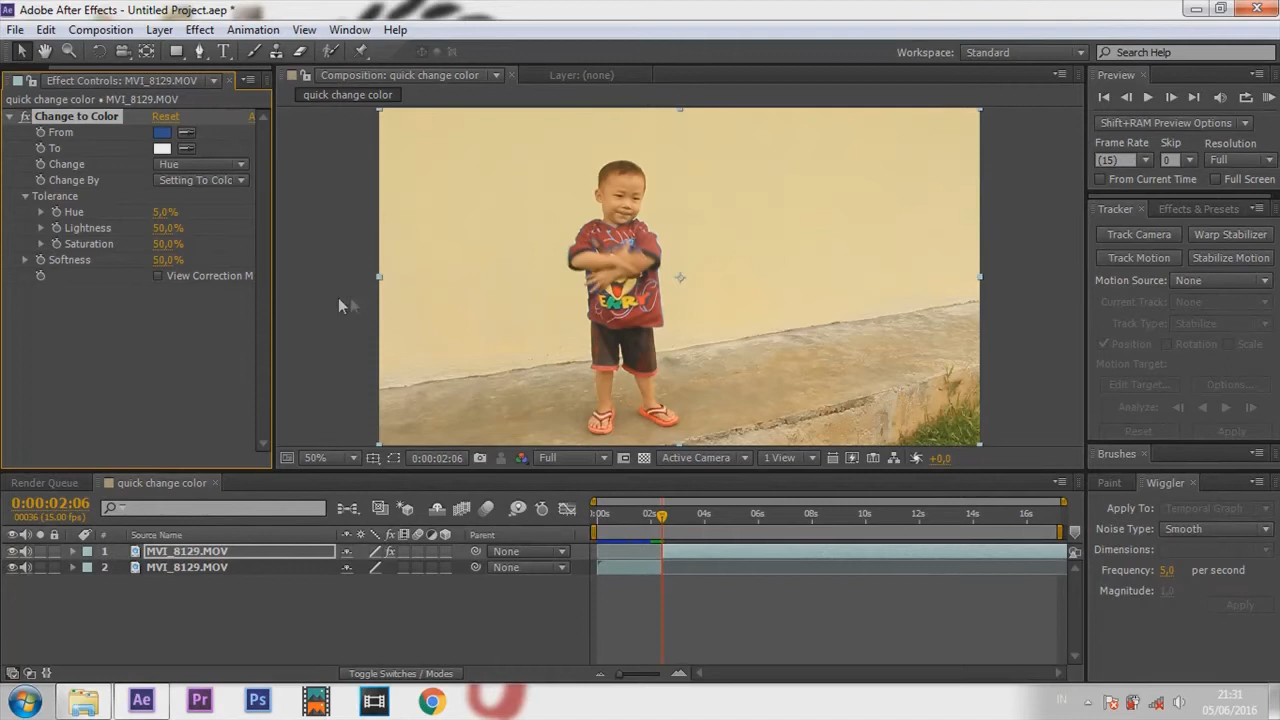 Adobe After Effects - Untitled Project.aep *
File Edit Composition Layer Effect Animation View Window Help
Workspace: Standard Search Help
Effect Controls: MVI_8129.MOV
quick change color • MVI_8129.MOV
fx Change to Color Reset A
From
To
Change Hue
Change By Setting To Colc
Tolerance
Hue 5,0%
Lightness 50,0%
Saturation 50,0%
Softness 50,0%
View Correction M
Composition: quick change color Layer: (none)
quick change color
50% 0:00:02:06 Full Active Camera 1 View +0,0
Preview
Shift+RAM Preview Options
Frame Rate Skip Resolution
(15) 0 Full
From Current Time Full Screen
Tracker Effects & Presets
Track Camera Warp Stabilizer
Track Motion Stabilize Motion
Motion Source: None
Current Track: None
Track Type: Stabilize
Position Rotation Scale
Motion Target:
Edit Target... Options...
Analyze:
Reset Apply
Brushes
Paint Wiggler
Apply To: Temporal Graph
Noise Type: Smooth
Dimensions:
Frequency: 5,0 per second
Magnitude: 1,0
Apply
Render Queue quick change color
0:00:02:06
00036 (15.00 fps)
# Source Name Parent
1 MVI_8129.MOV fx None
2 MVI_8129.MOV None
:00s 02s 04s 06s 08s 10s 12s 14s 16s
Toggle Switches / Modes
Ae Pr Ps
IN
21:31
05/06/2016